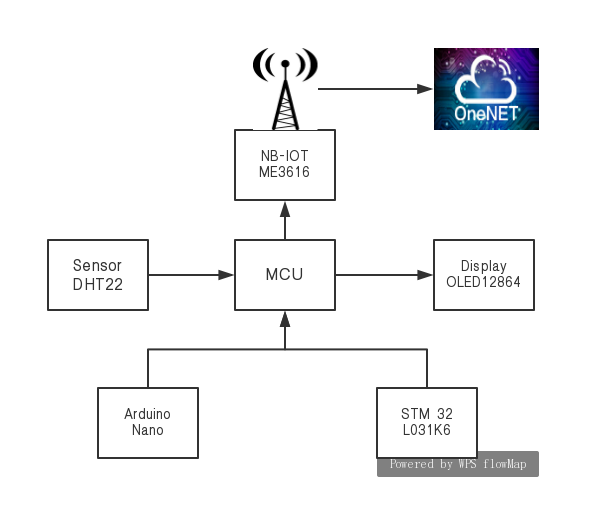 OneNET
NB-IOT
ME3616
Sensor
DHT22
MCU
Display
OLED12864
Arduino
Nano
STM 32
L031K6
Powered by WPS flowMap